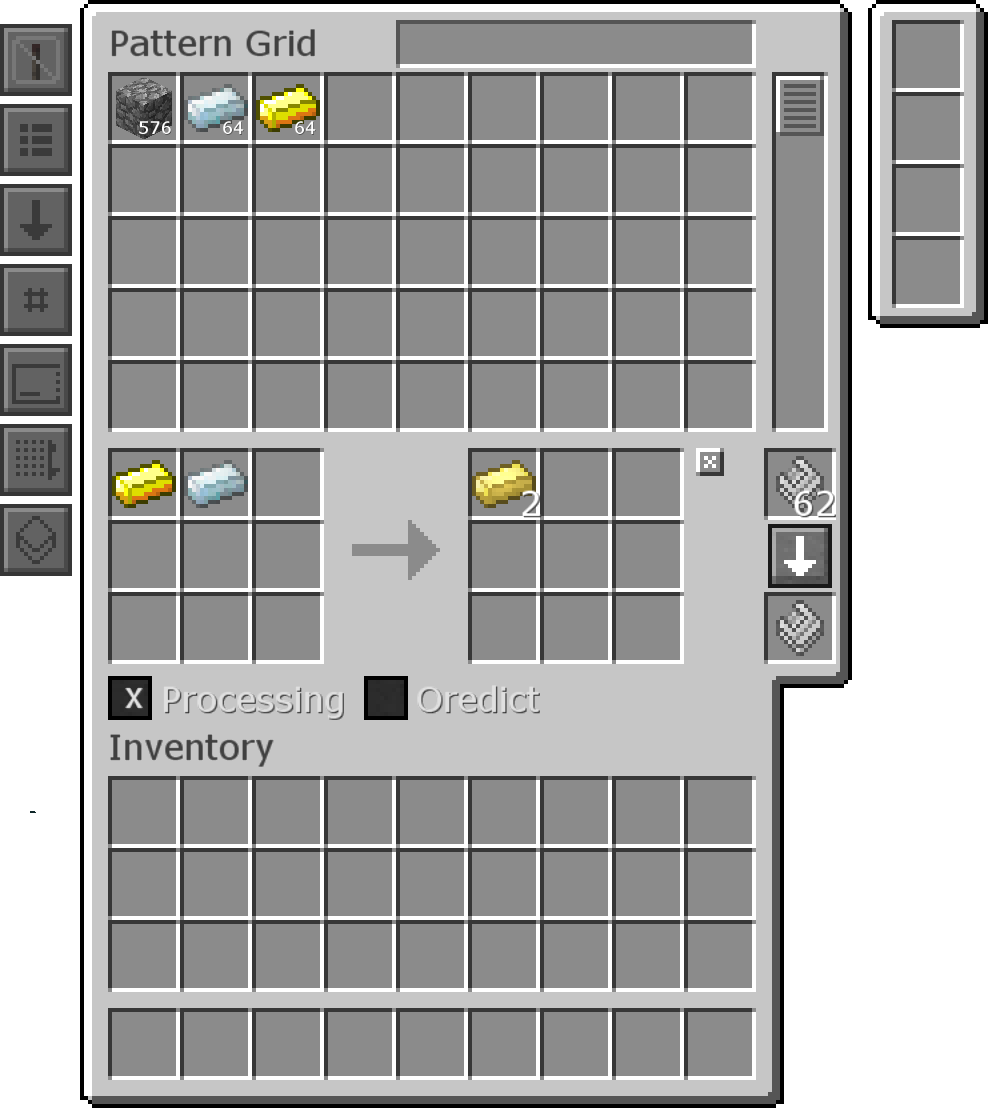 Pattern Grid
576 64 64
2
62
X Processing Oredict
Inventory